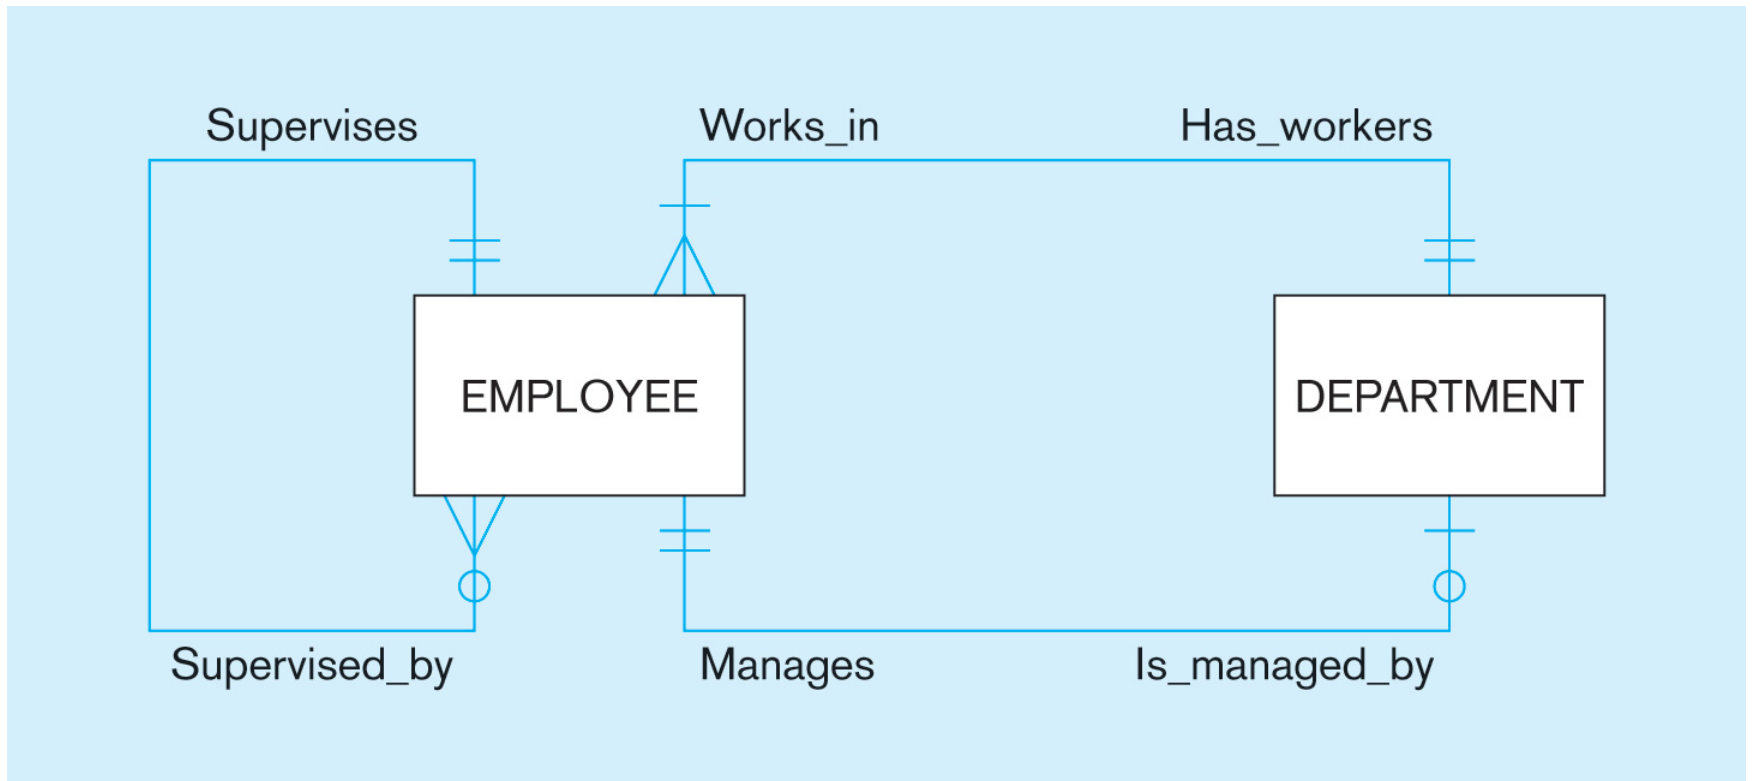 Supervises
Works_in
Has_workers
EMPLOYEE
DEPARTMENT
Supervised_by
Manages
Is_managed_by